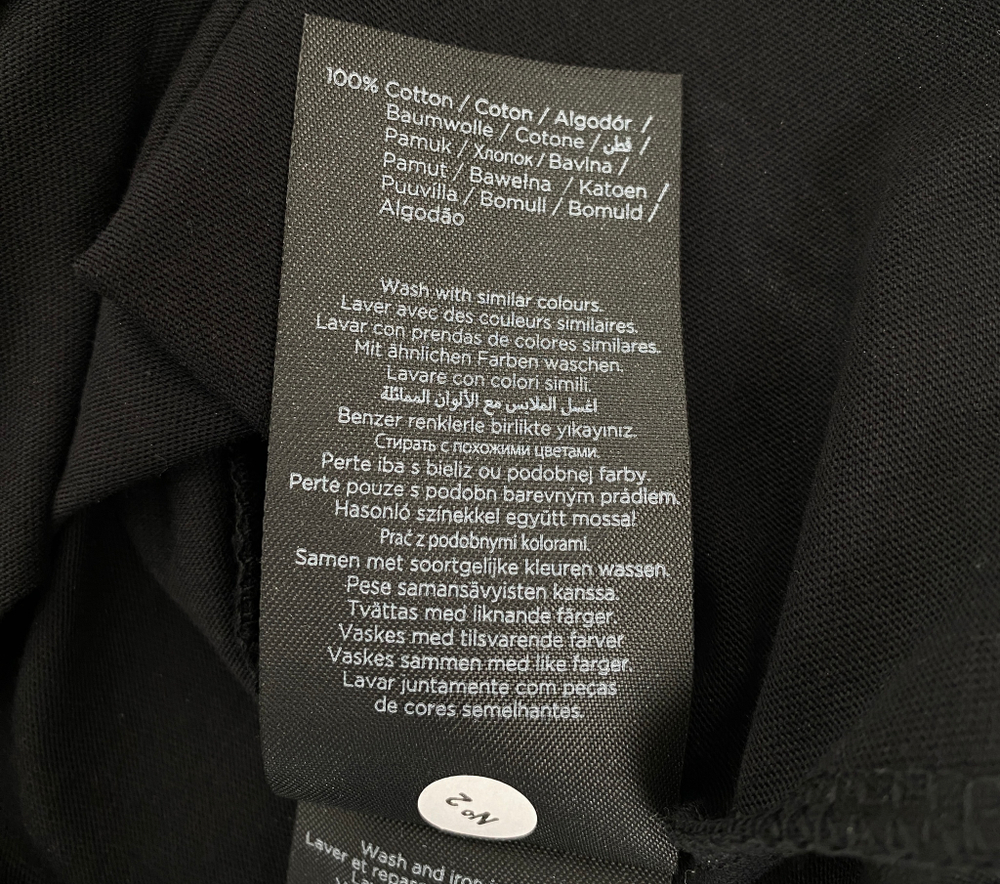 100% Cotton / Coton / Algodór /
Baumwolle / Cotone / قطن /
Pamuk / Хлопок / Bavlna /
Pamut / Bawełna / Katoen /
Puuvilla / Bomull / Bomuld /
Algodão
Wash with similar colours.
Laver avec des couleurs similaires.
Lavar con prendas de colores similares.
Mit ähnlichen Farben waschen.
Lavare con colori simili.
اغسل الملابس مع الألوان المماثلة
Benzer renklerle birlikte yıkayınız.
Стирать с похожими цветами.
Perte iba s bieliz ou podobnej farby.
Perte pouze s podobn barevným prádlem.
Hasonló színekkel együtt mossa!
Prać z podobnymi kolorami.
Samen met soortgelijke kleuren wassen.
Pese samansävyisten kanssa.
Tvättas med liknande färger.
Vaskes med tilsvarende farver
Vaskes sammen med like farger.
Lavar juntamente com peças
de cores semelhantes.
Nº 2
Wash and iron
Laver et repas